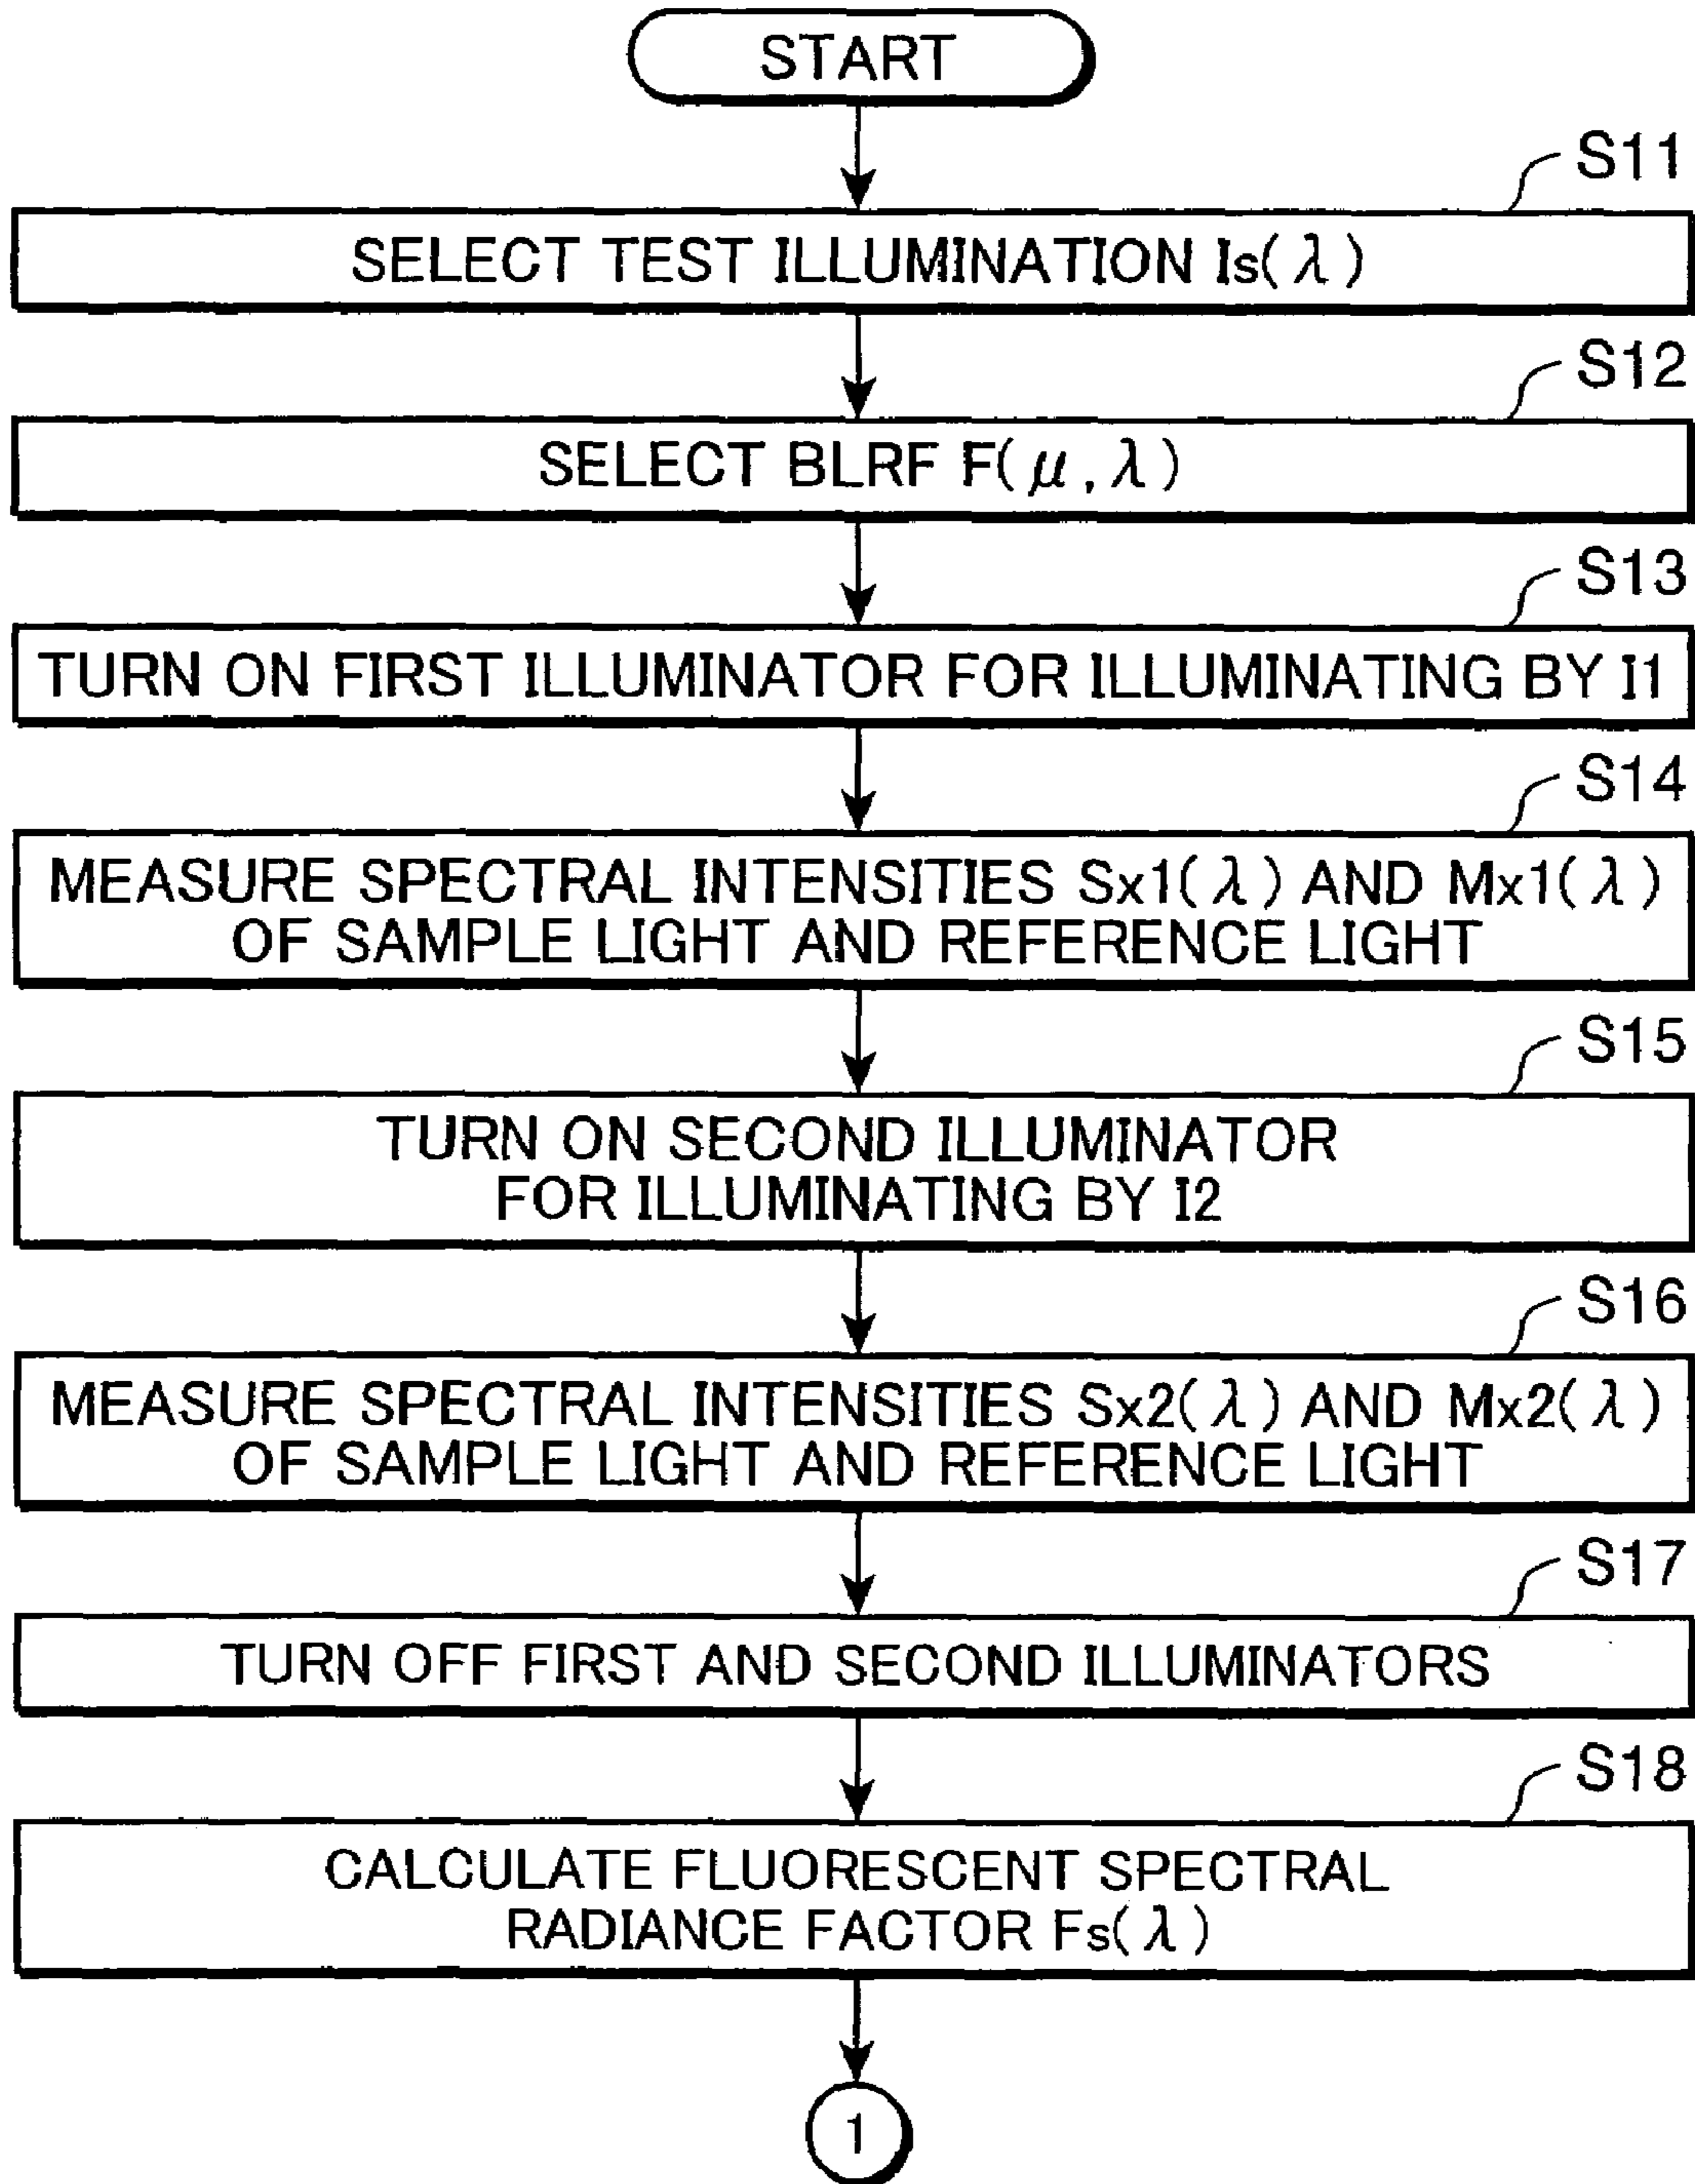 START
S11
SELECT TEST ILLUMINATION Is(λ)
S12
SELECT BLRF F(μ,λ)
S13
TURN ON FIRST ILLUMINATOR FOR ILLUMINATING BY I1
S14
MEASURE SPECTRAL INTENSITIES Sx1(λ) AND Mx1(λ)
OF SAMPLE LIGHT AND REFERENCE LIGHT
S15
TURN ON SECOND ILLUMINATOR
FOR ILLUMINATING BY I2
S16
MEASURE SPECTRAL INTENSITIES Sx2(λ) AND Mx2(λ)
OF SAMPLE LIGHT AND REFERENCE LIGHT
S17
TURN OFF FIRST AND SECOND ILLUMINATORS
S18
CALCULATE FLUORESCENT SPECTRAL
RADIANCE FACTOR Fs(λ)
1